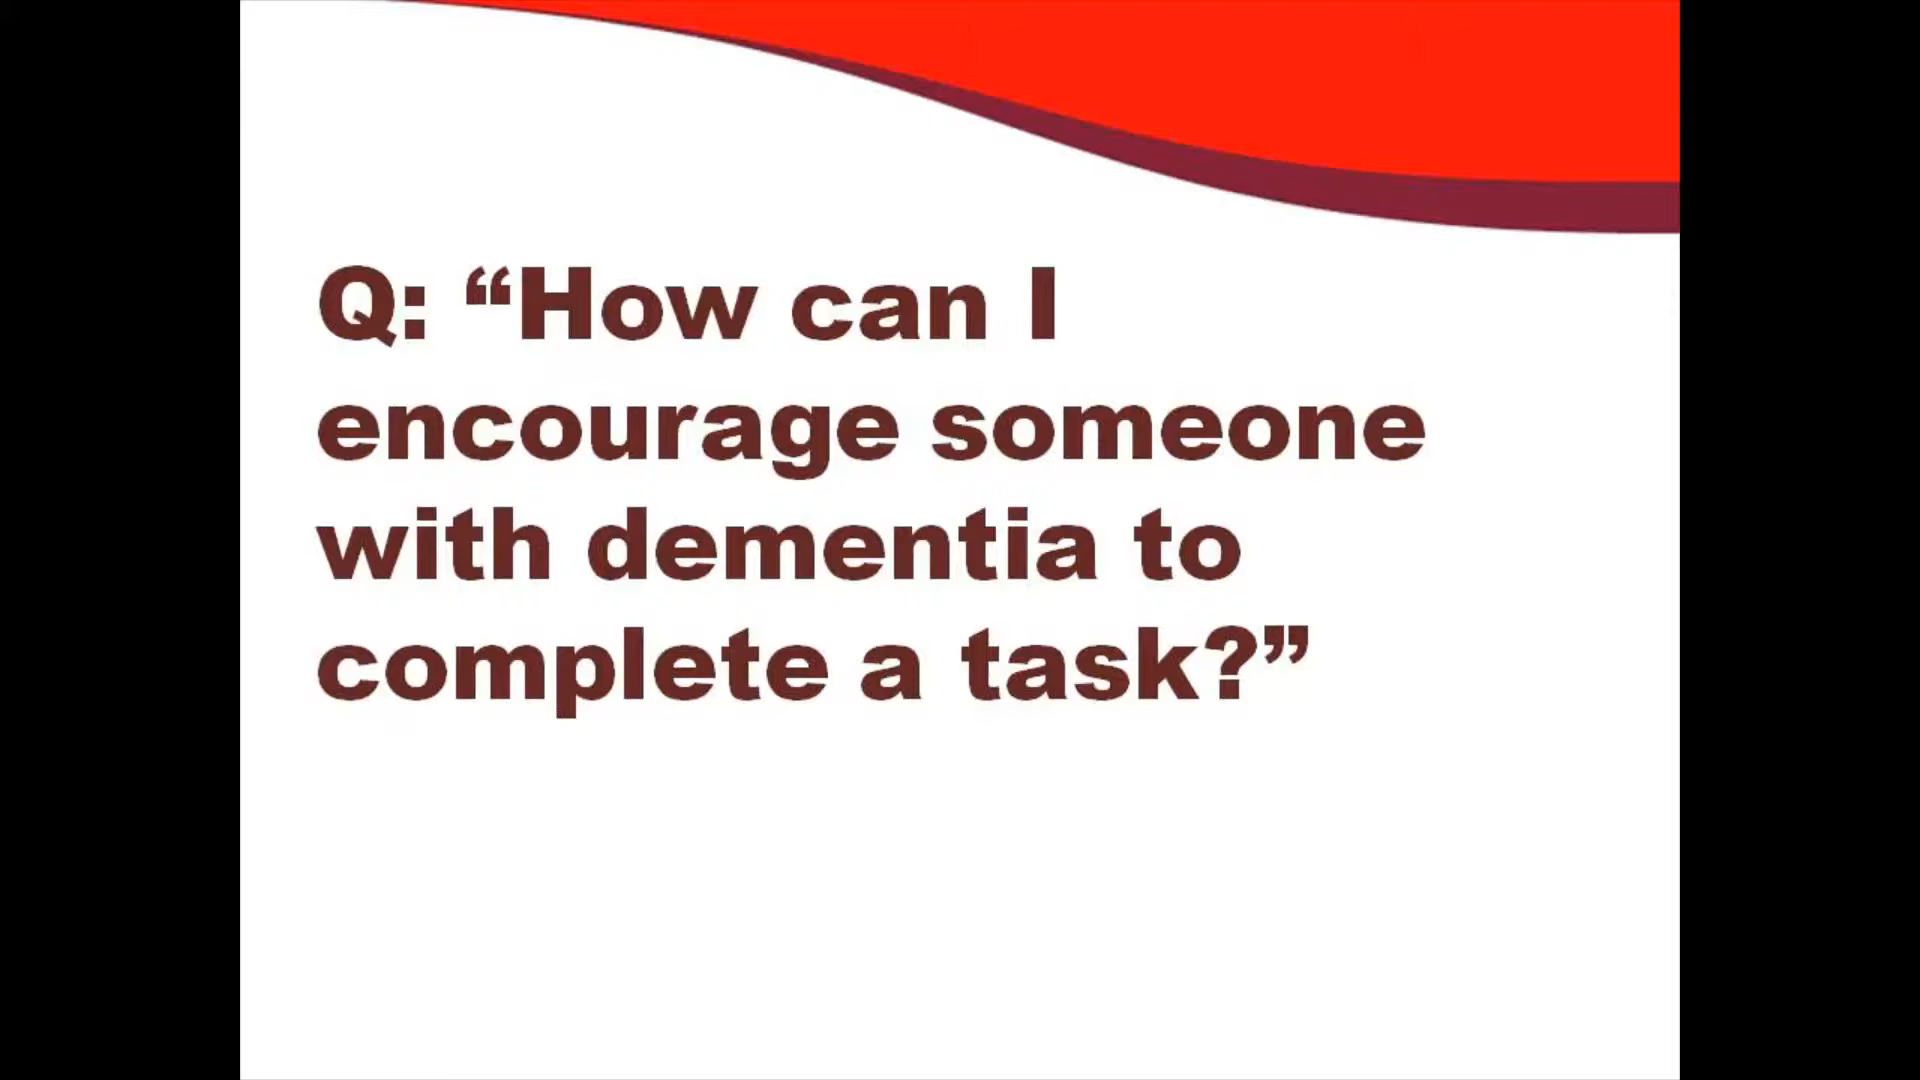 Q: “How can I
encourage someone
with dementia to
complete a task?”